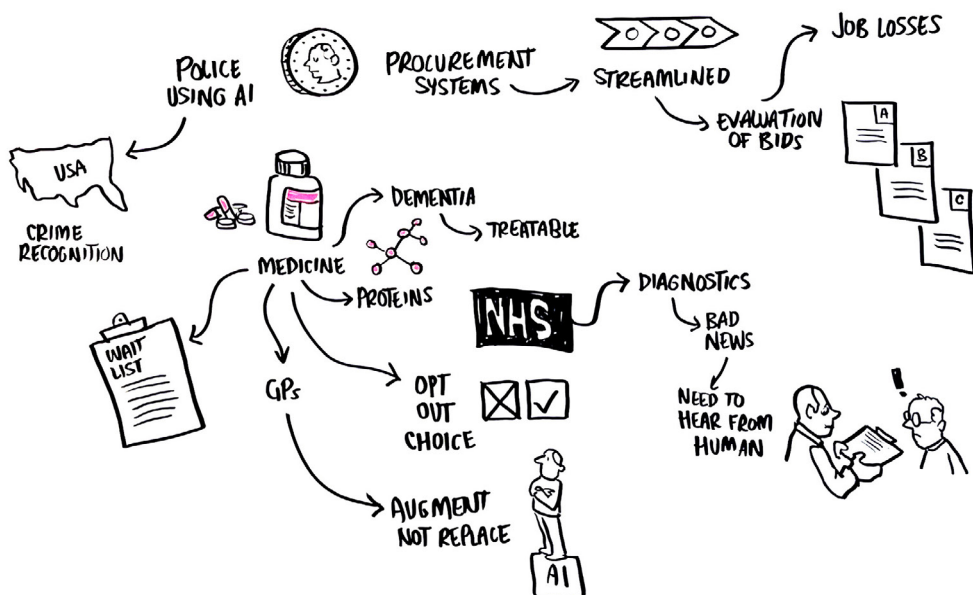 POLICE
USING AI
USA
CRIME
RECOGNITION
PROCUREMENT
SYSTEMS
STREAMLINED
EVALUATION
OF BIDS
JOB LOSSES
A
B
C
MEDICINE
DEMENTIA
TREATABLE
PROTEINS
WAIT
LIST
GPs
OPT
OUT
CHOICE
AUGMENT
NOT REPLACE
AI
NHS
DIAGNOSTICS
BAD
NEWS
NEED TO
HEAR FROM
HUMAN
!